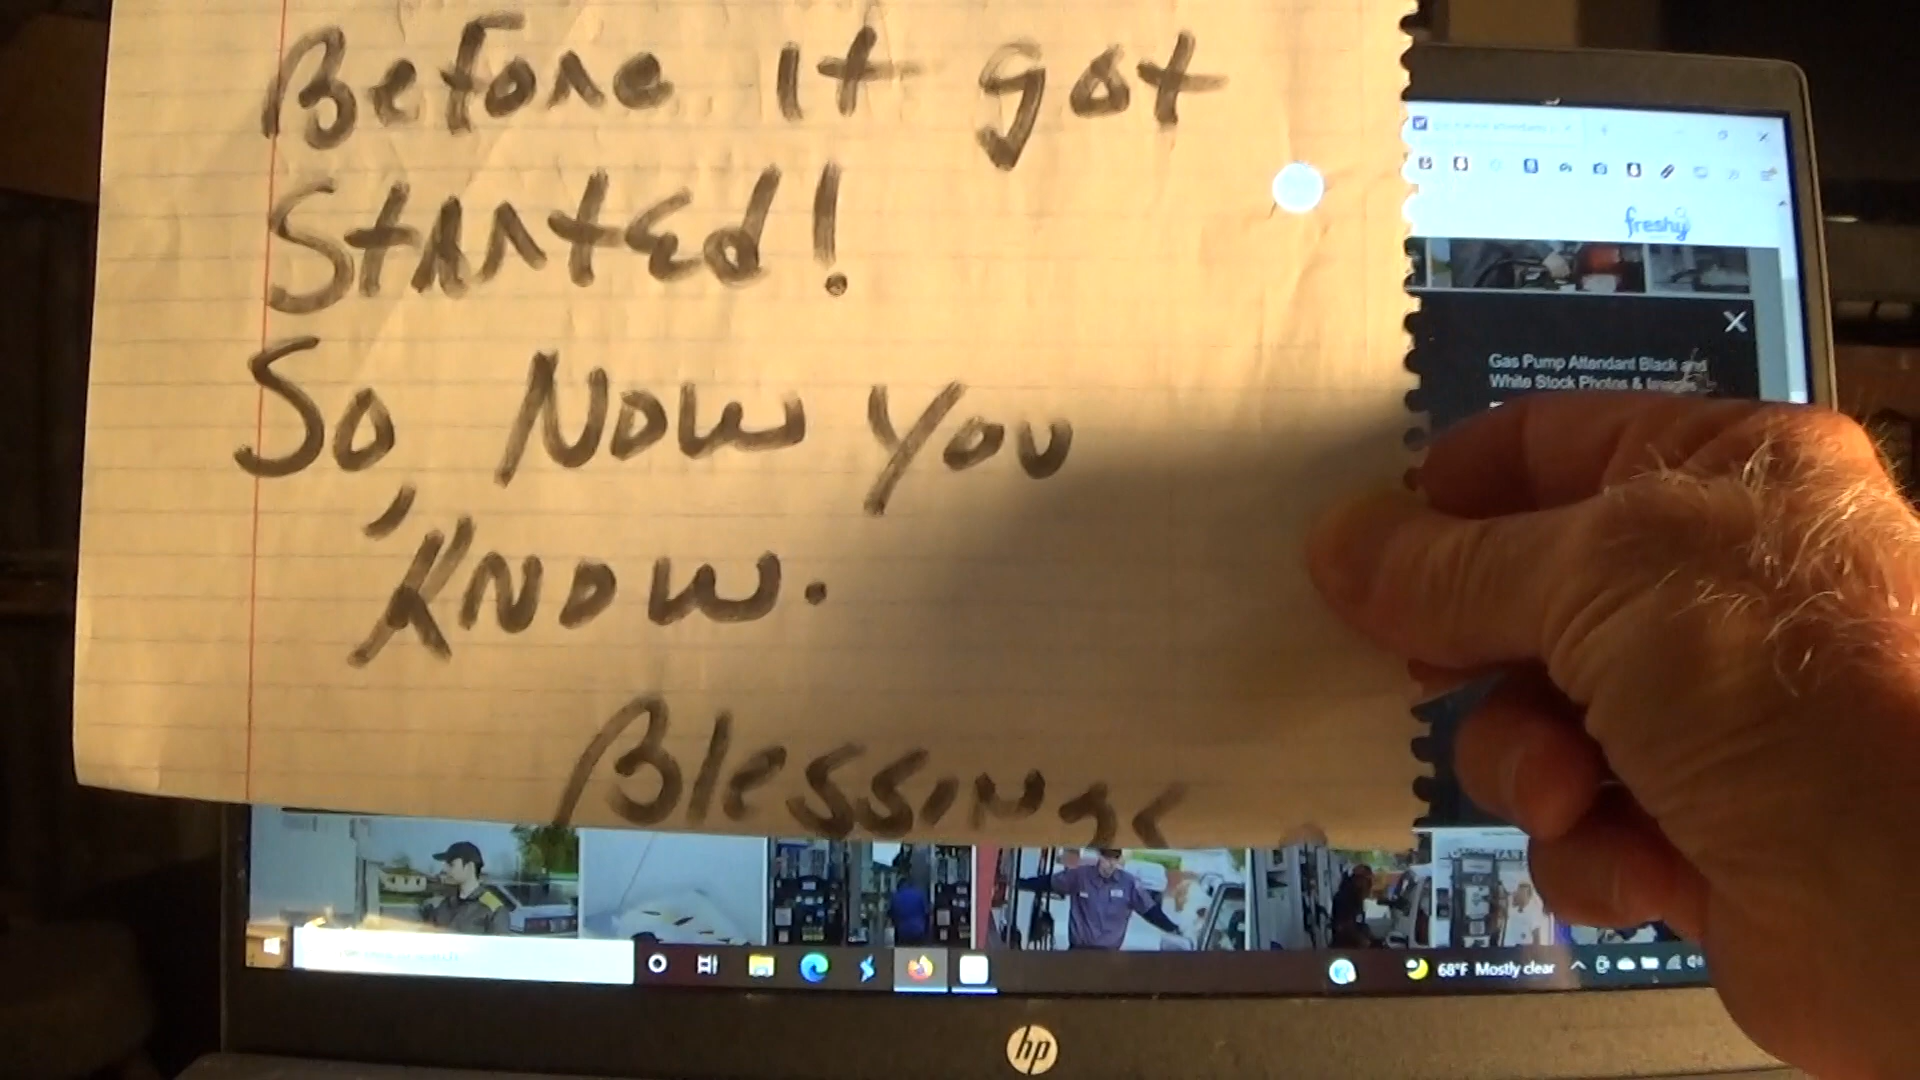 Before it got
Started!
So, Now you
Know.
Blessings
freshy
Gas Pump Attendant Black and
White Stock Photos & Images
68°F Mostly clear
hp